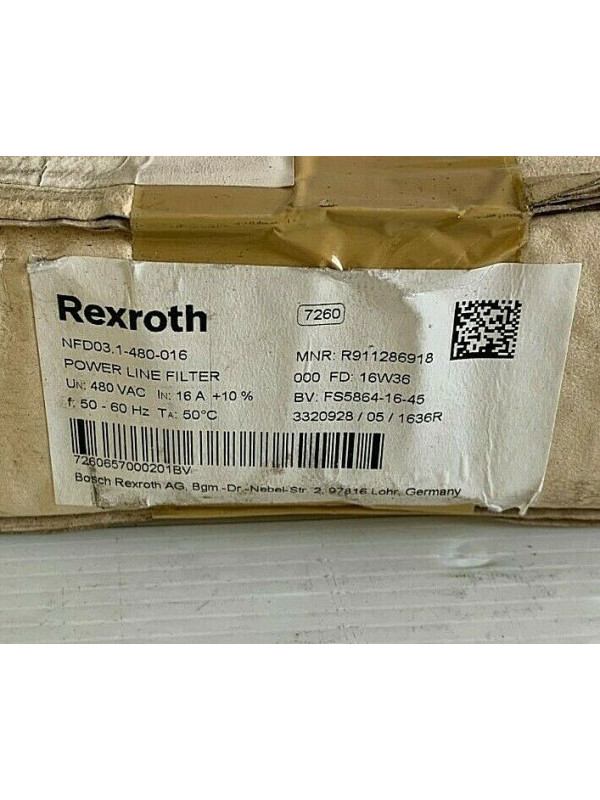 Rexroth
7260
NFD03.1-480-016
POWER LINE FILTER
UN: 480 VAC IN: 16 A +10 %
f: 50 - 60 Hz TA: 50°C
MNR: R911286918
000 FD: 16W36
BV: FS5864-16-45
3320928 / 05 / 1636R
7260657000201BV
Bosch Rexroth AG, Bgm.-Dr.-Nebel-Str. 2, 97816 Lohr, Germany